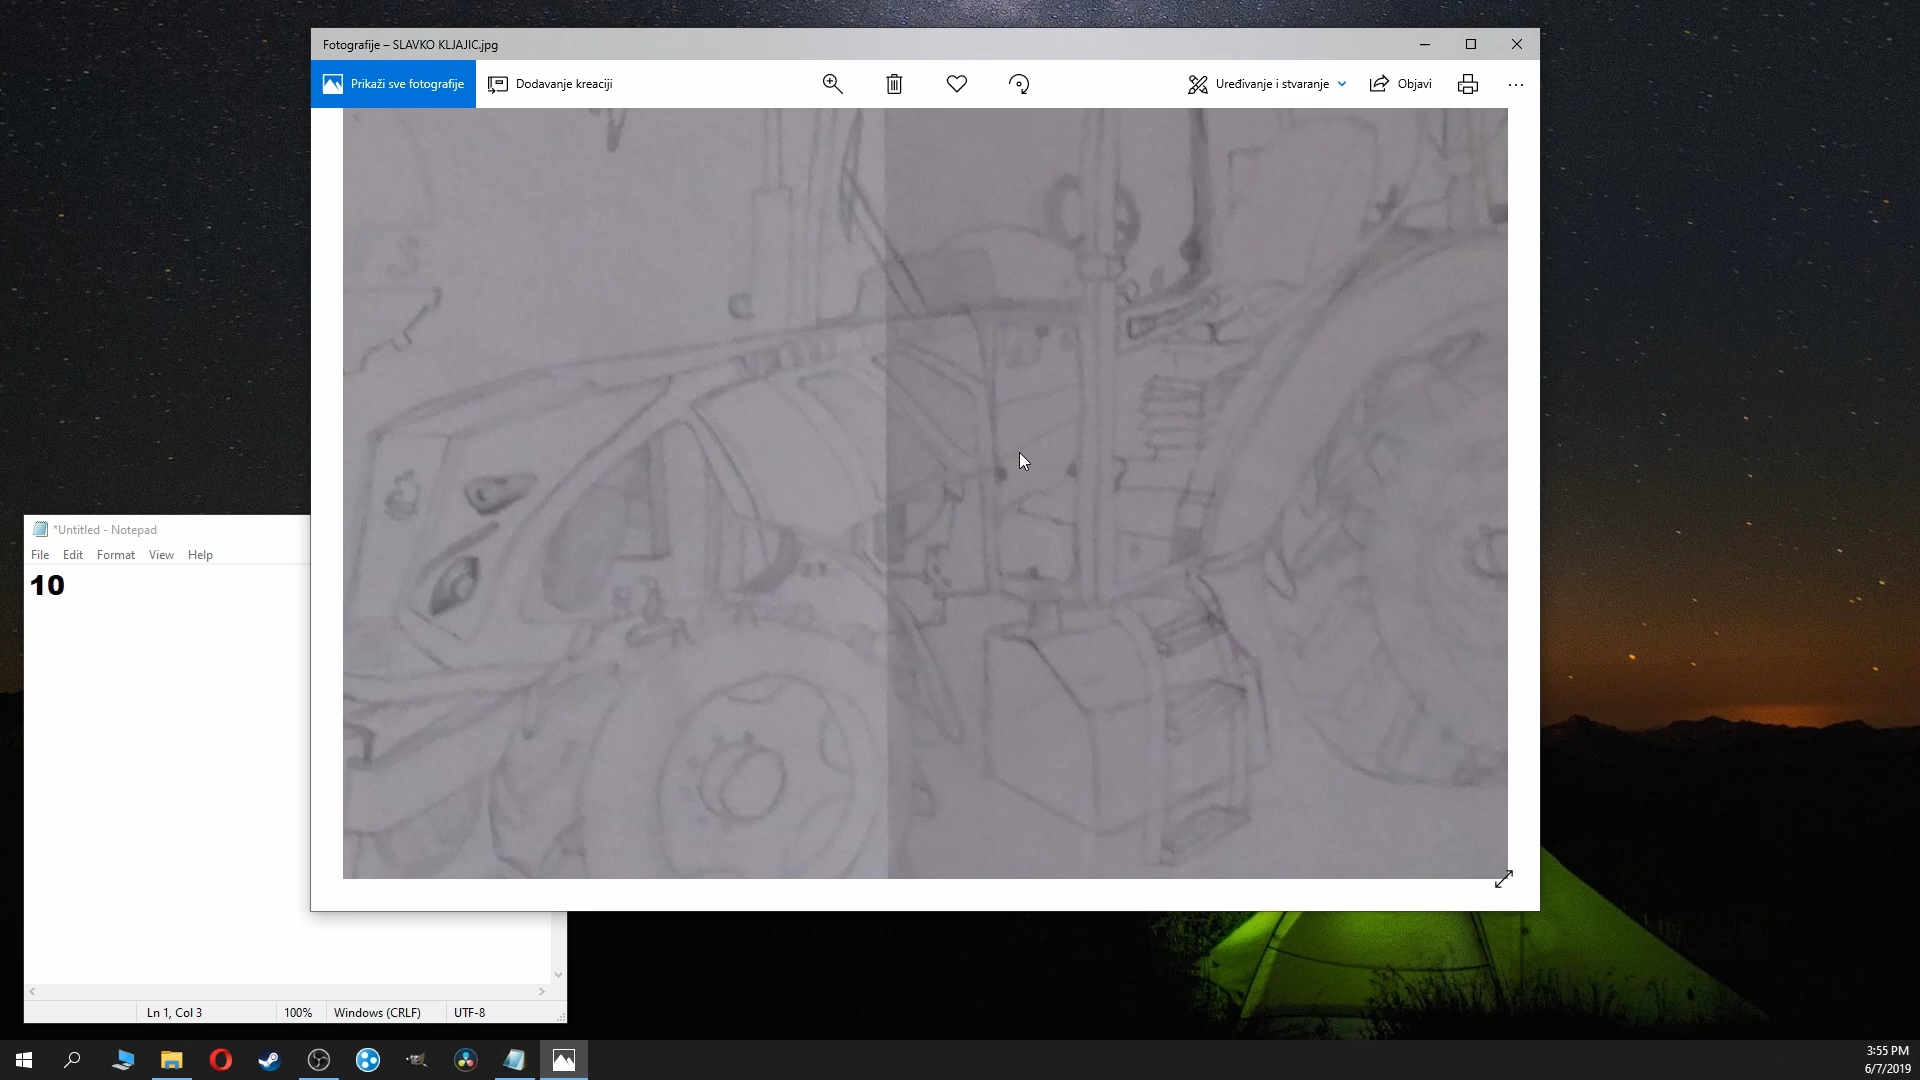 Fotografije – SLAVKO KLJAJIC.jpg
Prikaži sve fotografije
Dodavanje kreaciji
Uređivanje i stvaranje
Objavi
*Untitled - Notepad
File Edit Format View Help
10
Ln 1, Col 3 100% Windows (CRLF) UTF-8
3:55 PM
6/7/2019